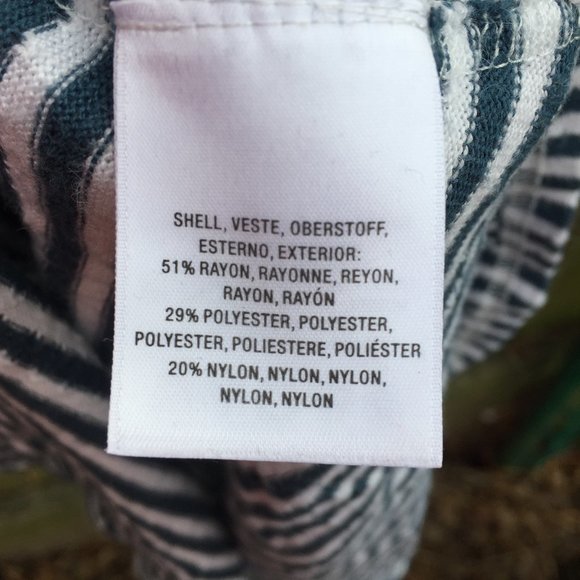 SHELL, VESTE, OBERSTOFF,
ESTERNO, EXTERIOR:
51% RAYON, RAYONNE, REYON,
RAYON, RAYÓN
29% POLYESTER, POLYESTER,
POLYESTER, POLIESTERE, POLIÉSTER
20% NYLON, NYLON, NYLON,
NYLON, NYLON